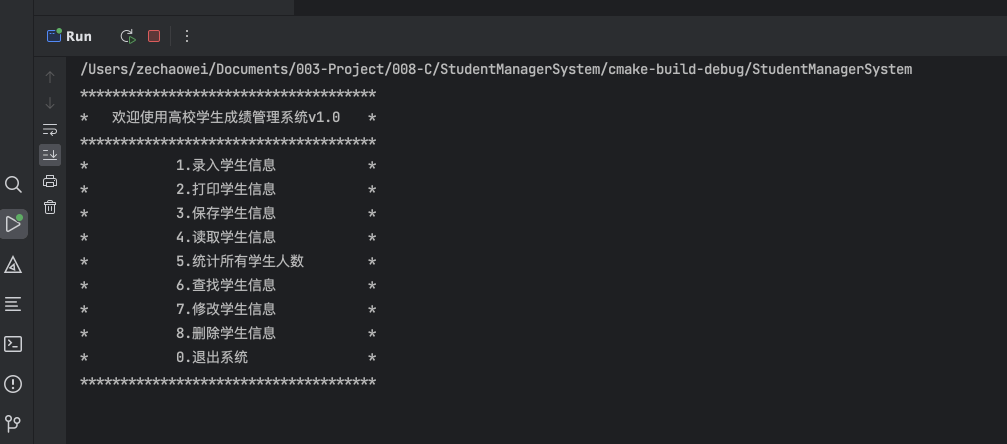 Run
/Users/zechaowei/Documents/003-Project/008-C/StudentManagerSystem/cmake-build-debug/StudentManagerSystem
*************************************
*   欢迎使用高校学生成绩管理系统v1.0   *
*************************************
*           1.录入学生信息           *
*           2.打印学生信息           *
*           3.保存学生信息           *
*           4.读取学生信息           *
*           5.统计所有学生人数        *
*           6.查找学生信息           *
*           7.修改学生信息           *
*           8.删除学生信息           *
*           0.退出系统              *
*************************************